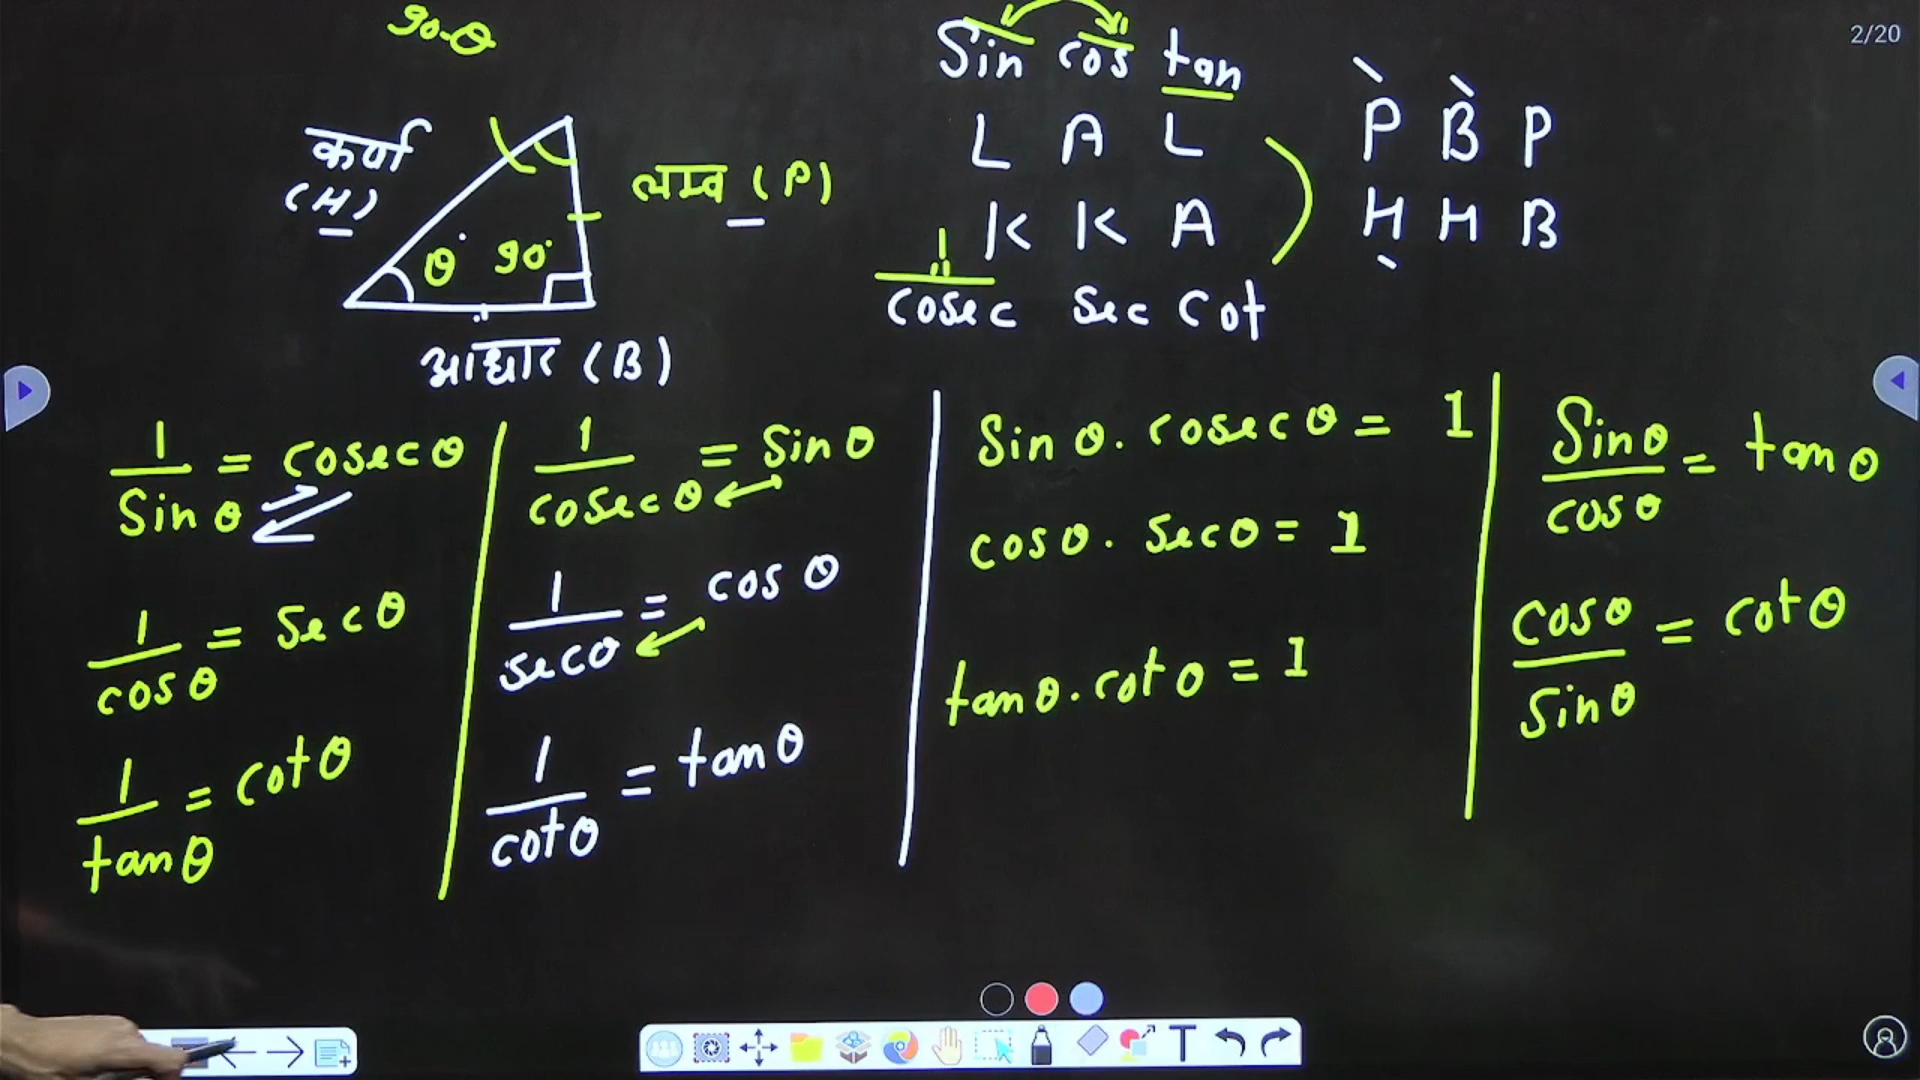 90-θ
Sin cos tan
L A L
K K A
1
cosec sec cot
P B P
H H B
2/20
कर्ण
(H)
लम्ब (P)
θ° 90°
आधार (B)
1/Sinθ = cosecθ
1/cosθ = secθ
1/tanθ = cotθ
1/cosecθ = Sinθ
1/secθ = cosθ
1/cotθ = tanθ
Sinθ.cosecθ = 1
cosθ. secθ = 1
tanθ.cotθ = 1
Sinθ/cosθ = tanθ
cosθ/sinθ = cotθ
T